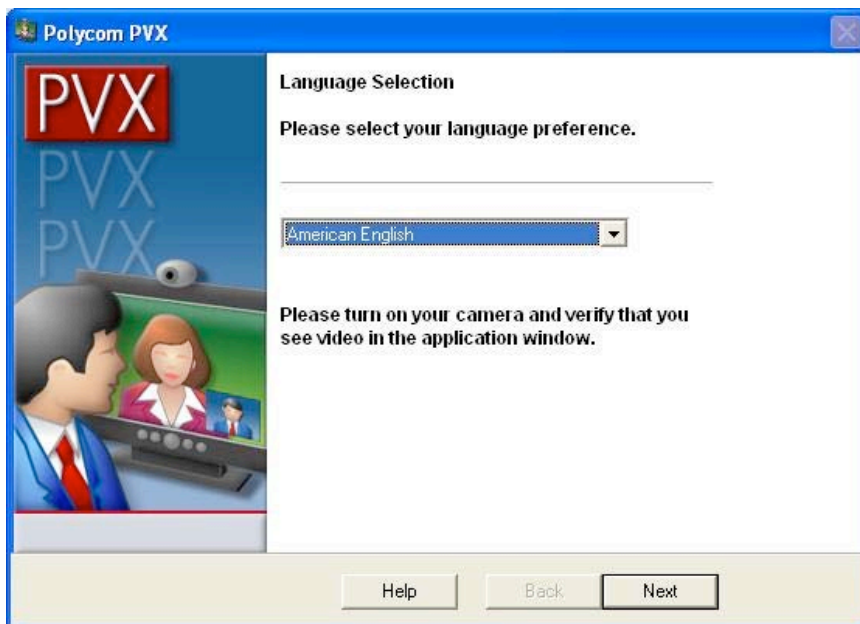 Polycom PVX
PVX
PVX
PVX
Language Selection
Please select your language preference.
American English
Please turn on your camera and verify that you
see video in the application window.
Help
Back
Next